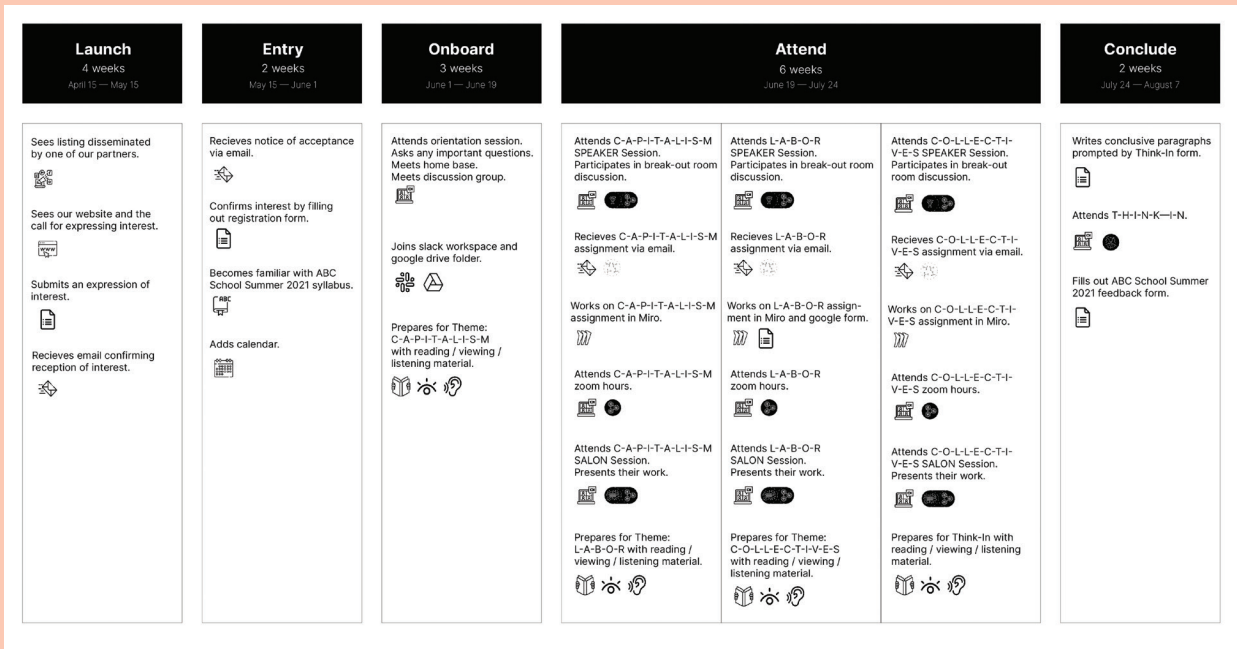 Launch
4 weeks
April 15 — May 15
Entry
2 weeks
May 15 — June 1
Onboard
3 weeks
June 1 — June 19
Attend
6 weeks
June 19 — July 24
Conclude
2 weeks
July 24 — August 7
Sees listing disseminated
by one of our partners.
Sees our website and the
call for expressing interest.
WWW
Submits an expression of
interest.
Recieves email confirming
reception of interest.
Recieves notice of acceptance
via email.
Confirms interest by filling
out registration form.
Becomes familiar with ABC
School Summer 2021 syllabus.
ABC
Adds calendar.
Attends orientation session.
Asks any important questions.
Meets home base.
Meets discussion group.
Joins slack workspace and
google drive folder.
Prepares for Theme:
C-A-P-I-T-A-L-I-S-M
with reading / viewing /
listening material.
Attends C-A-P-I-T-A-L-I-S-M
SPEAKER Session.
Participates in break-out room
discussion.
Recieves C-A-P-I-T-A-L-I-S-M
assignment via email.
Works on C-A-P-I-T-A-L-I-S-M
assignment in Miro.
Attends C-A-P-I-T-A-L-I-S-M
zoom hours.
Attends C-A-P-I-T-A-L-I-S-M
SALON Session.
Presents their work.
Prepares for Theme:
L-A-B-O-R with reading /
viewing / listening material.
Attends L-A-B-O-R
SPEAKER Session.
Participates in break-out room
discussion.
Recieves L-A-B-O-R
assignment via email.
Works on L-A-B-O-R assign-
ment in Miro and google form.
Attends L-A-B-O-R
zoom hours.
Attends L-A-B-O-R
SALON Session.
Presents their work.
Prepares for Theme:
C-O-L-L-E-C-T-I-V-E-S
with reading / viewing /
listening material.
Attends C-O-L-L-E-C-T-I-
V-E-S SPEAKER Session.
Participates in break-out
room discussion.
Recieves C-O-L-L-E-C-T-I-
V-E-S assignment via email.
Works on C-O-L-L-E-C-T-I-
V-E-S assignment in Miro.
Attends C-O-L-L-E-C-T-I-
V-E-S zoom hours.
Attends C-O-L-L-E-C-T-I-
V-E-S SALON Session.
Presents their work.
Prepares for Think-In with
reading / viewing / listening
material.
Writes conclusive paragraphs
prompted by Think-In form.
Attends T-H-I-N-K—I-N.
Fills out ABC School Summer
2021 feedback form.